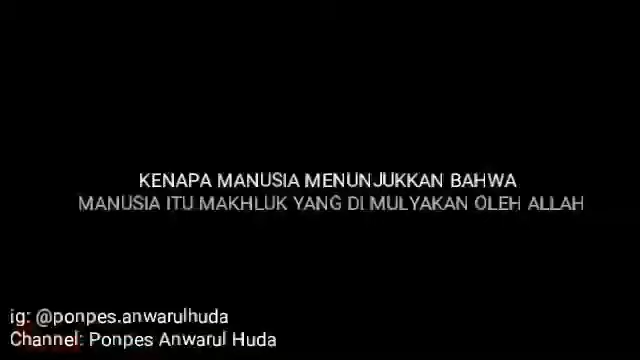 KENAPA MANUSIA MENUNJUKKAN BAHWA
MANUSIA ITU MAKHLUK YANG DI MULYAKAN OLEH ALLAH
ig: @ponpes.anwarulhuda
Channel: Ponpes Anwarul Huda